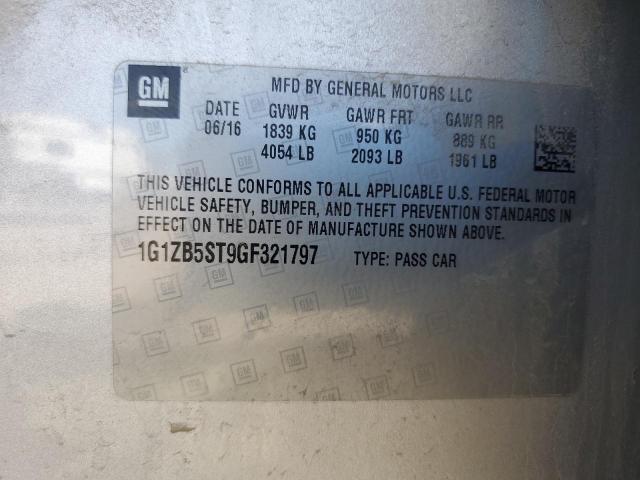 GM
MFD BY GENERAL MOTORS LLC
DATE GVWR GAWR FRT GAWR RR
06/16 1839 KG 950 KG 889 KG
4054 LB 2093 LB 1961 LB
THIS VEHICLE CONFORMS TO ALL APPLICABLE U.S. FEDERAL MOTOR
VEHICLE SAFETY, BUMPER, AND THEFT PREVENTION STANDARDS IN
EFFECT ON THE DATE OF MANUFACTURE SHOWN ABOVE.
1G1ZB5ST9GF321797 TYPE: PASS CAR